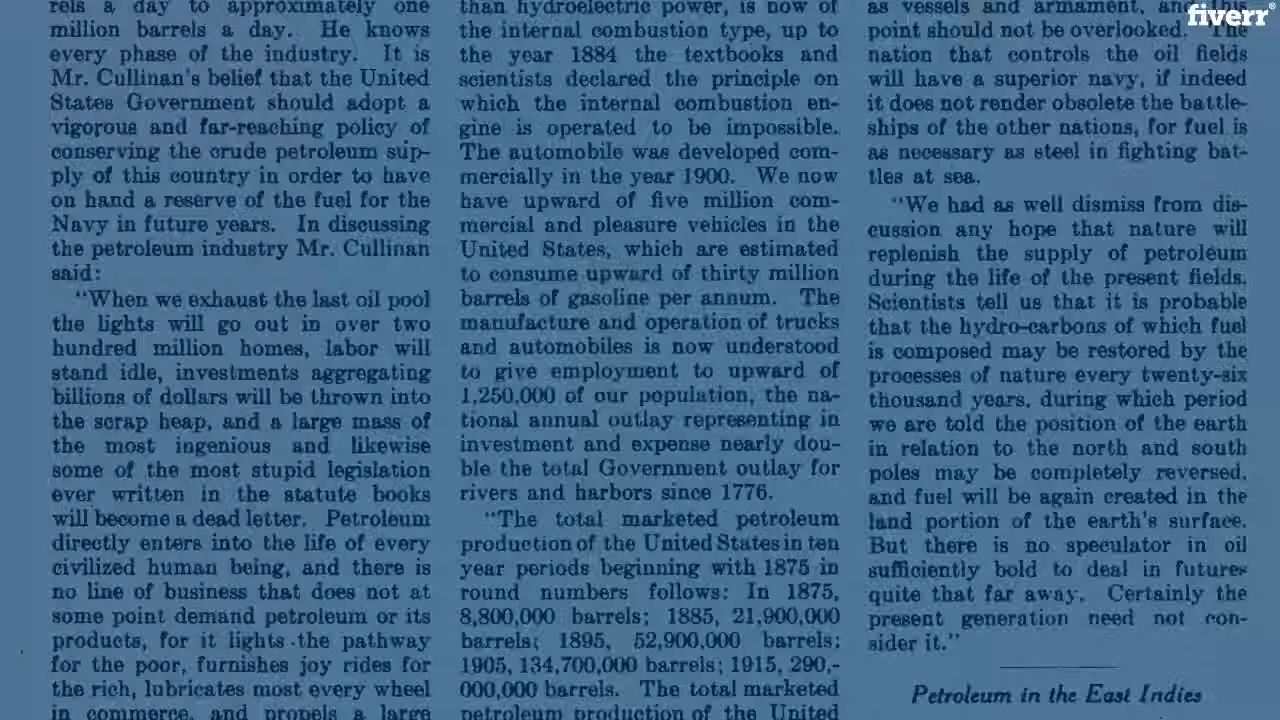 rels a day to approximately one
million barrels a day. He knows
every phase of the industry. It is
Mr. Cullinan's belief that the United
States Government should adopt a
vigorous and far-reaching policy of
conserving the crude petroleum sup-
ply of this country in order to have
on hand a reserve of the fuel for the
Navy in future years. In discussing
the petroleum industry Mr. Cullinan
said:
"When we exhaust the last oil pool
the lights will go out in over two
hundred million homes, labor will
stand idle, investments aggregating
billions of dollars will be thrown into
the scrap heap, and a large mass of
the most ingenious and likewise
some of the most stupid legislation
ever written in the statute books
will become a dead letter. Petroleum
directly enters into the life of every
civilized human being, and there is
no line of business that does not at
some point demand petroleum or its
products, for it lights the pathway
for the poor, furnishes joy rides for
the rich, lubricates most every wheel
in commerce, and propels a large
than hydroelectric power, is now of
the internal combustion type, up to
the year 1884 the textbooks and
scientists declared the principle on
which the internal combustion en-
gine is operated to be impossible.
The automobile was developed com-
mercially in the year 1900. We now
have upward of five million com-
mercial and pleasure vehicles in the
United States, which are estimated
to consume upward of thirty million
barrels of gasoline per annum. The
manufacture and operation of trucks
and automobiles is now understood
to give employment to upward of
1,250,000 of our population, the na-
tional annual outlay representing in
investment and expense nearly dou-
ble the total Government outlay for
rivers and harbors since 1776.
"The total marketed petroleum
production of the United States in ten
year periods beginning with 1875 in
round numbers follows: In 1875,
8,800,000 barrels; 1885, 21,900,000
barrels; 1895, 52,900,000 barrels;
1905, 134,700,000 barrels; 1915, 290,-
000,000 barrels. The total marketed
petroleum production of the United
as vessels and armament, and this
point should not be overlooked. The
nation that controls the oil fields
will have a superior navy, if indeed
it does not render obsolete the battle-
ships of the other nations, for fuel is
as necessary as steel in fighting bat-
tles at sea.
"We had as well dismiss from dis-
cussion any hope that nature will
replenish the supply of petroleum
during the life of the present fields.
Scientists tell us that it is probable
that the hydro-carbons of which fuel
is composed may be restored by the
processes of nature every twenty-six
thousand years, during which period
we are told the position of the earth
in relation to the north and south
poles may be completely reversed,
and fuel will be again created in the
land portion of the earth's surface.
But there is no speculator in oil
sufficiently bold to deal in futures
quite that far away. Certainly the
present generation need not con-
sider it."
Petroleum in the East Indies
fiverr®